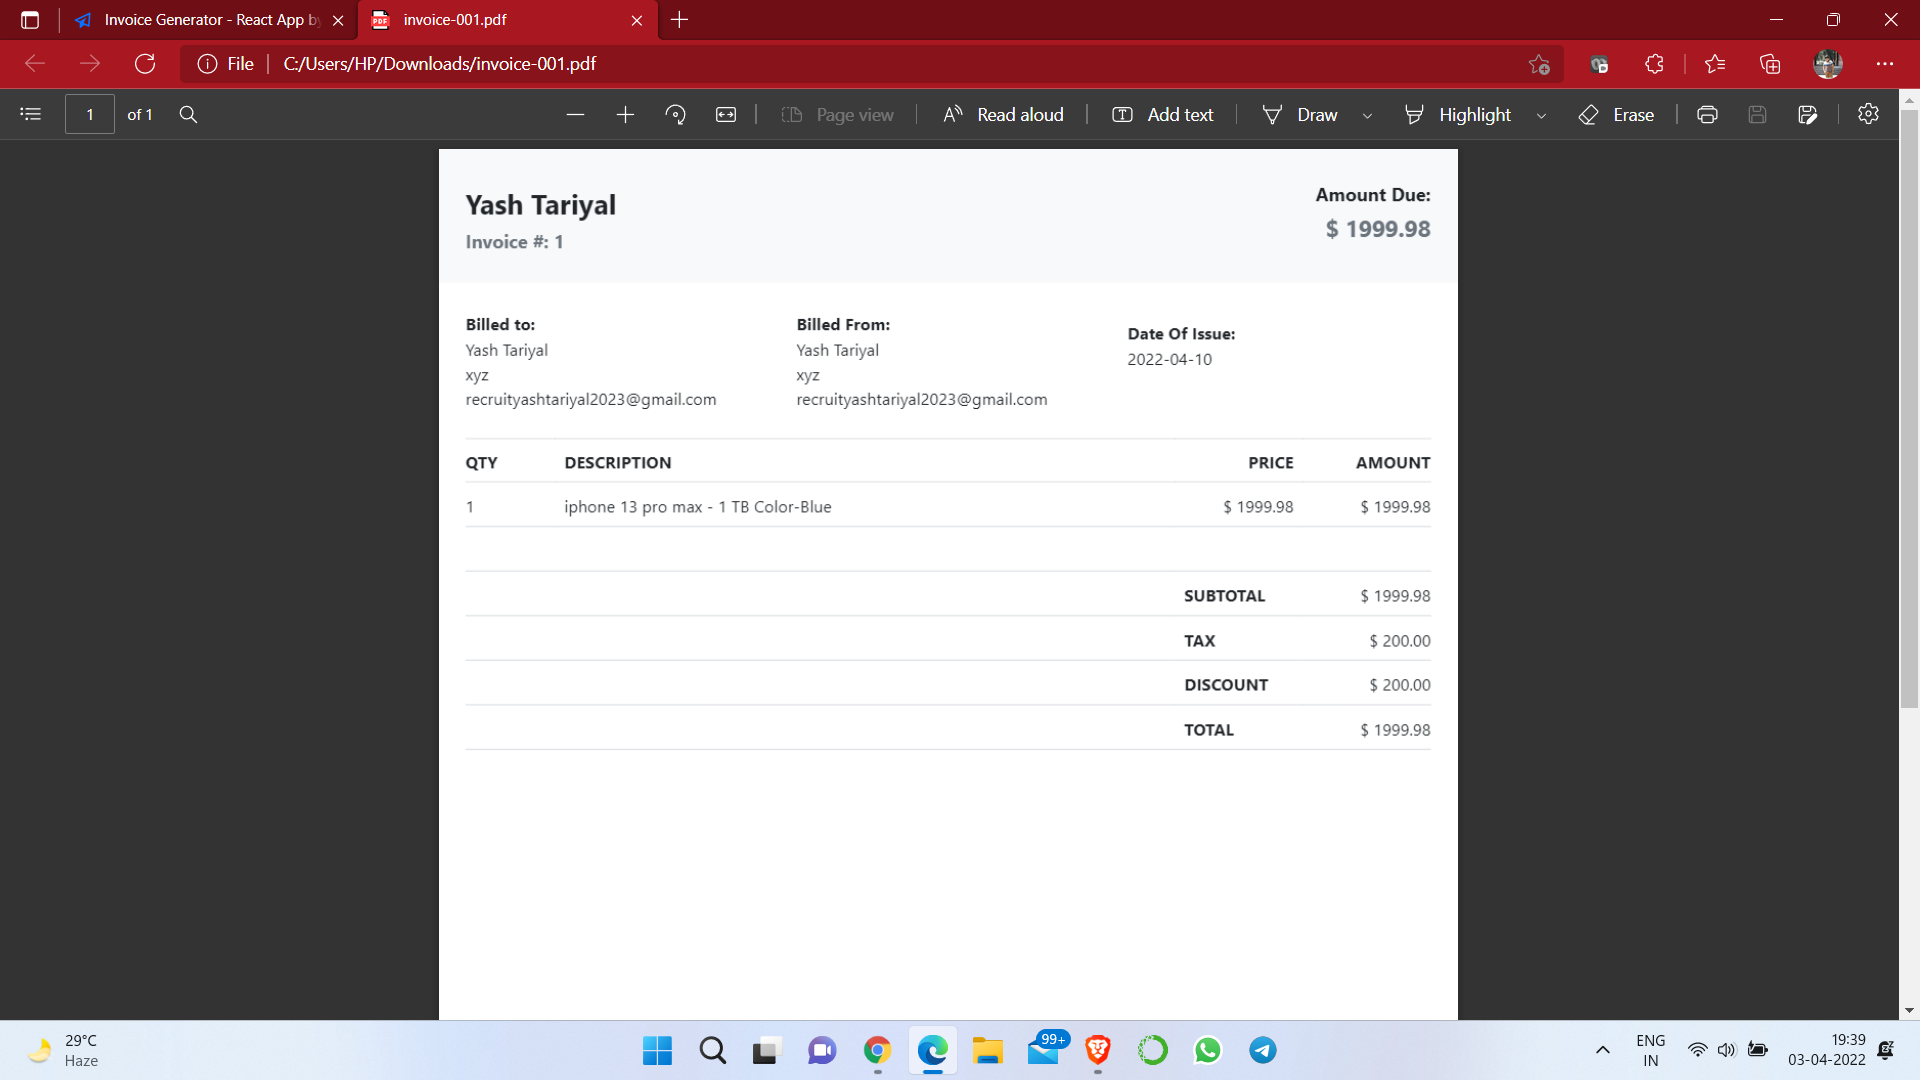 Invoice Generator - React App by
invoice-001.pdf
File
C:/Users/HP/Downloads/invoice-001.pdf
1 of 1
Page view
Read aloud
Add text
Draw
Highlight
Erase
Yash Tariyal
Invoice #: 1
Amount Due:
$ 1999.98
Billed to:
Yash Tariyal
xyz
recruityashtariyal2023@gmail.com
Billed From:
Yash Tariyal
xyz
recruityashtariyal2023@gmail.com
Date Of Issue:
2022-04-10
QTY DESCRIPTION PRICE AMOUNT
1 iphone 13 pro max - 1 TB Color-Blue $ 1999.98 $ 1999.98
SUBTOTAL $ 1999.98
TAX $ 200.00
DISCOUNT $ 200.00
TOTAL $ 1999.98
29°C
Haze
99+
ENG
IN
19:39
03-04-2022